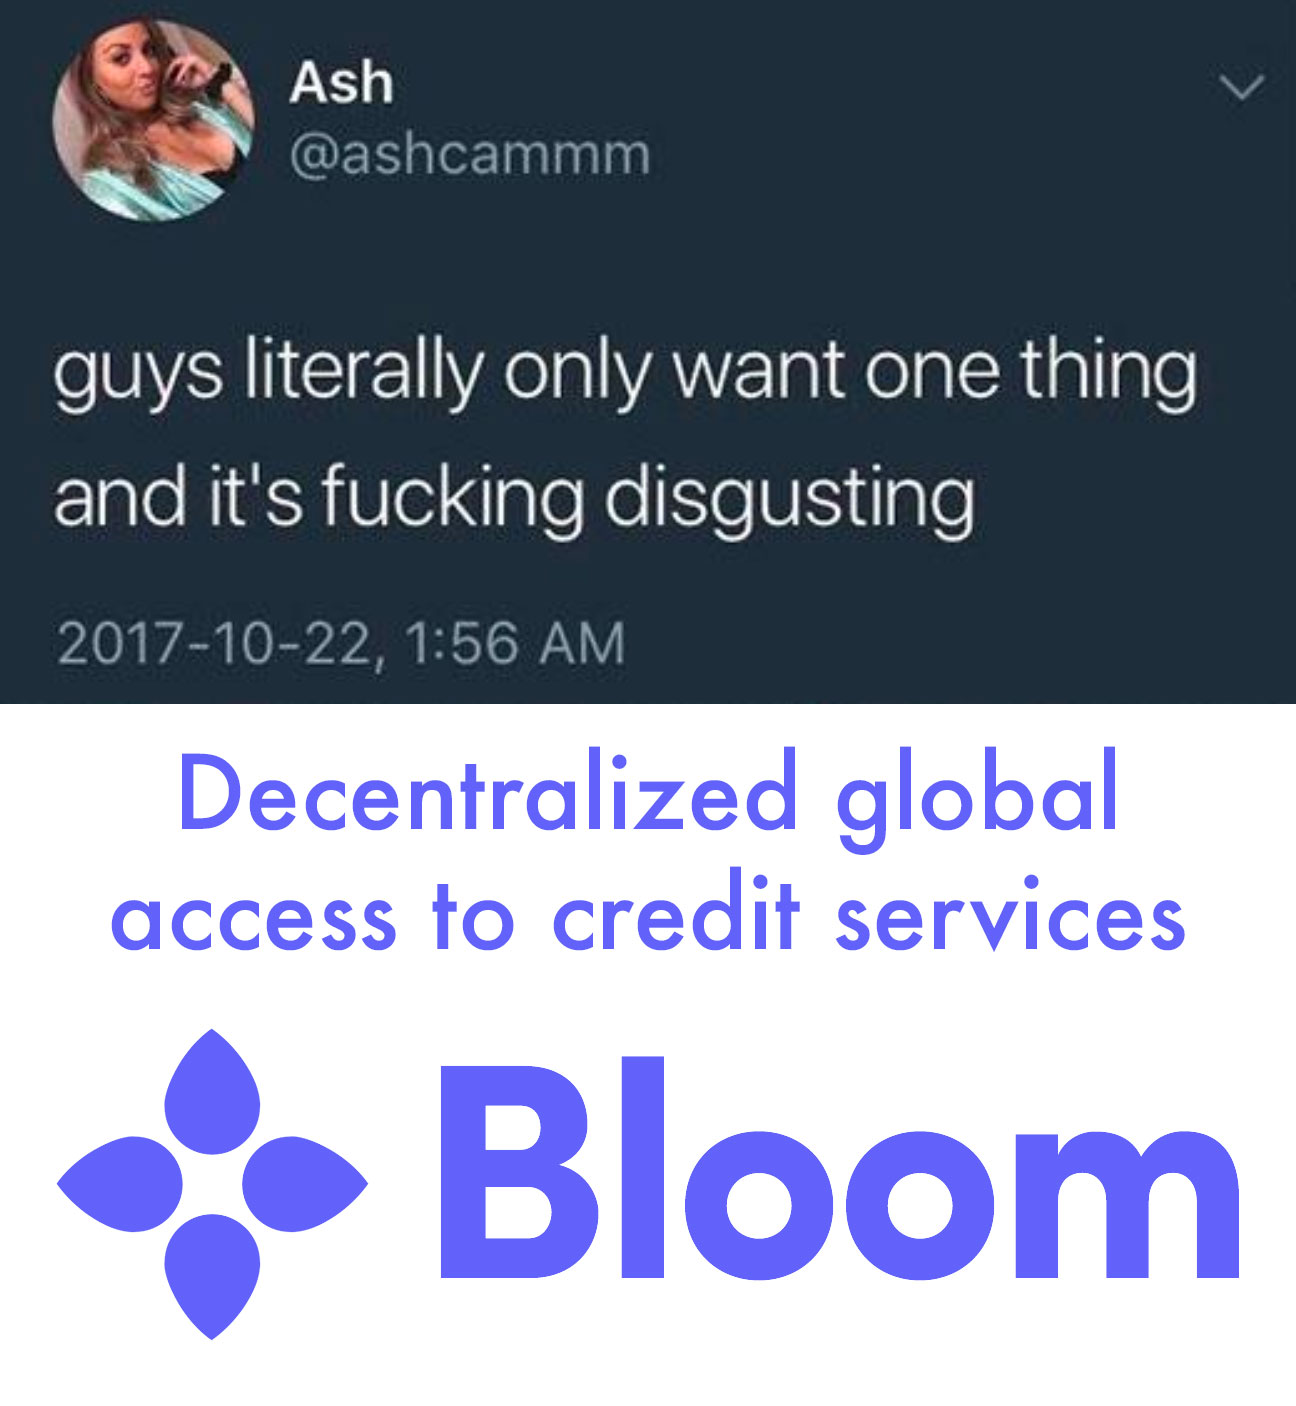 Ash
@ashcammm
guys literally only want one thing
and it's fucking disgusting
2017-10-22, 1:56 AM
Decentralized global
access to credit services
Bloom